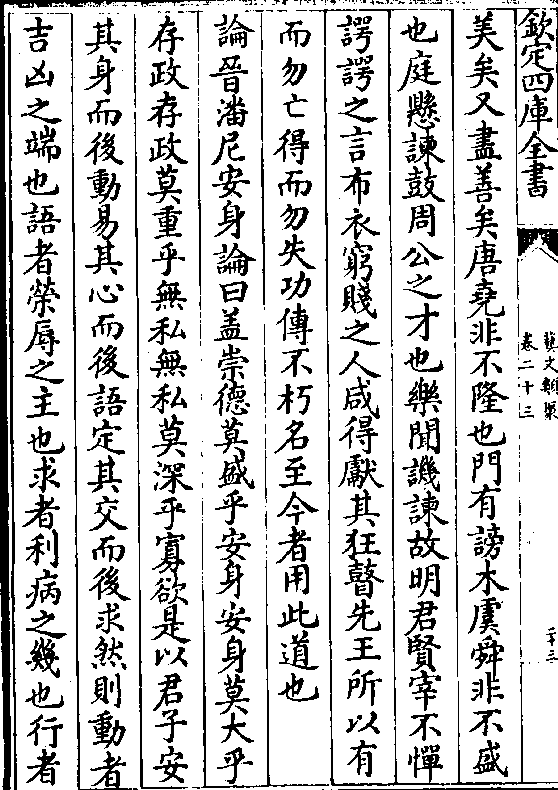 欽定四庫全書
藝文類聚
卷二十三
二十三
美矣又盡善矣唐堯非不隆也門有謗木虞舜非不盛
也庭懸諫鼓周公之才也樂聞譏諫故明君賢宰不憚
諤諤之言布衣窮賤之人咸得獻其狂瞽先王所以有
而勿亡得而勿失功傳不朽名至今者用此道也
論晉潘尼安身論曰盖崇德莫盛乎安身安身莫大乎
存政存政莫重乎無私無私莫深乎寡欲是以君子安
其身而後動易其心而後語定其交而後求然則動者
吉凶之端也語者榮辱之主也求者利病之幾也行者